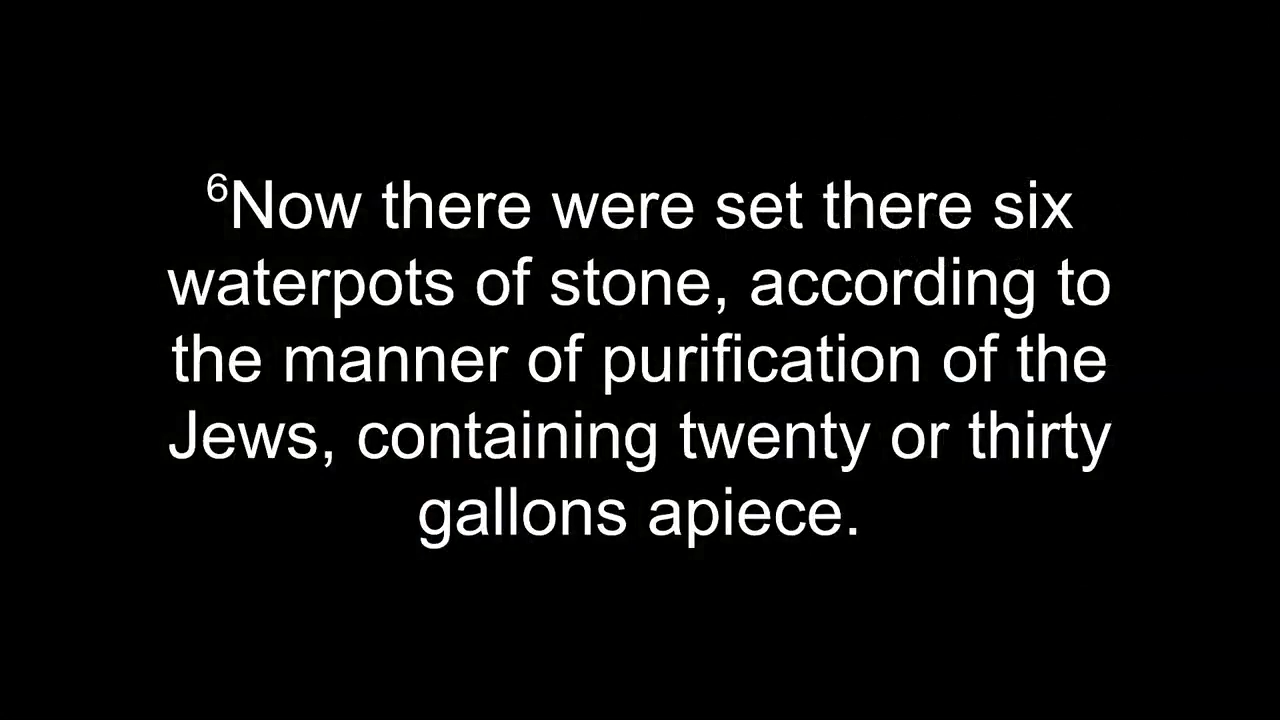 ⁶Now there were set there six
waterpots of stone, according to
the manner of purification of the
Jews, containing twenty or thirty
gallons apiece.